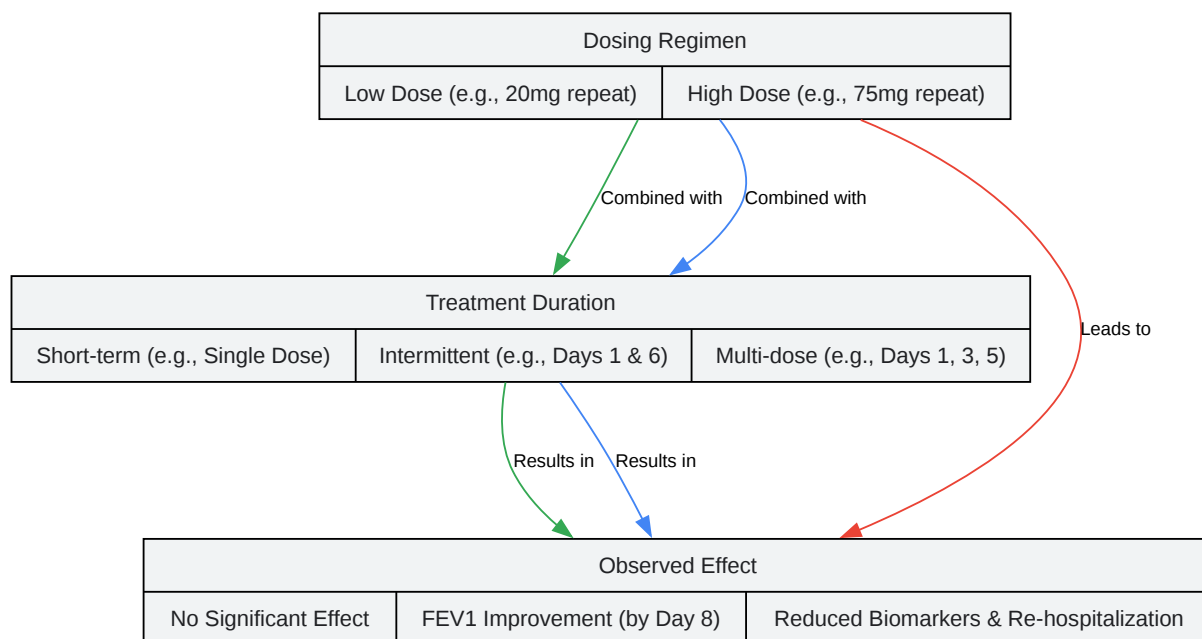 Dosing Regimen
Low Dose (e.g., 20mg repeat)
High Dose (e.g., 75mg repeat)
Combined with
Combined with
Treatment Duration
Short-term (e.g., Single Dose)
Intermittent (e.g., Days 1 & 6)
Multi-dose (e.g., Days 1, 3, 5)
Leads to
Results in
Results in
Observed Effect
No Significant Effect
FEV1 Improvement (by Day 8)
Reduced Biomarkers & Re-hospitalization